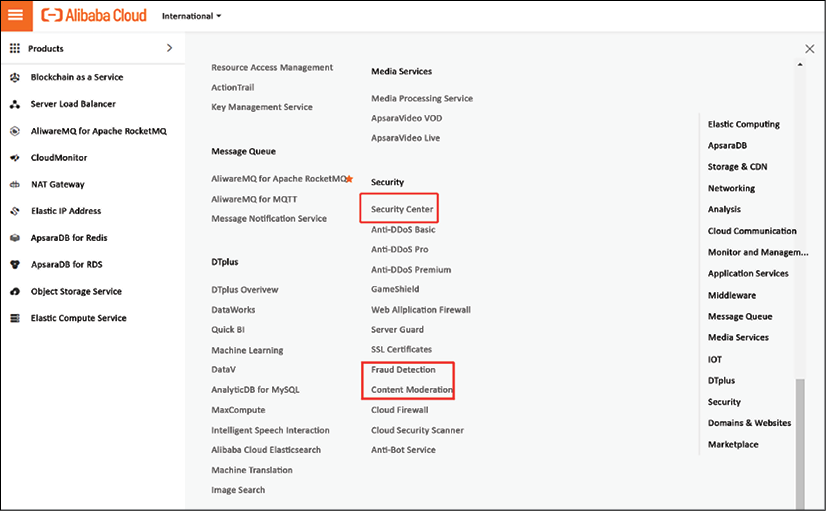 Alibaba Cloud
International
Products
Blockchain as a Service
Server Load Balancer
AliwareMQ for Apache RocketMQ
CloudMonitor
NAT Gateway
Elastic IP Address
ApsaraDB for Redis
ApsaraDB for RDS
Object Storage Service
Elastic Compute Service
Resource Access Management
ActionTrail
Key Management Service
Message Queue
AliwareMQ for Apache RocketMQ
AliwareMQ for MQTT
Message Notification Service
DTplus
DTplus Overivew
DataWorks
Quick BI
Machine Learning
DataV
AnalyticDB for MySQL
MaxCompute
Intelligent Speech Interaction
Alibaba Cloud Elasticsearch
Machine Translation
Image Search
Media Services
Media Processing Service
ApsaraVideo VOD
ApsaraVideo Live
Security
Security Center
Anti-DDoS Basic
Anti-DDoS Pro
Anti-DDoS Premium
GameShield
Web Allplication Firewall
Server Guard
SSL Certificates
Fraud Detection
Content Moderation
Cloud Firewall
Cloud Security Scanner
Anti-Bot Service
Elastic Computing
ApsaraDB
Storage & CDN
Networking
Analysis
Cloud Communication
Monitor and Managem...
Application Services
Middleware
Message Queue
Media Services
IOT
DTplus
Security
Domains & Websites
Marketplace